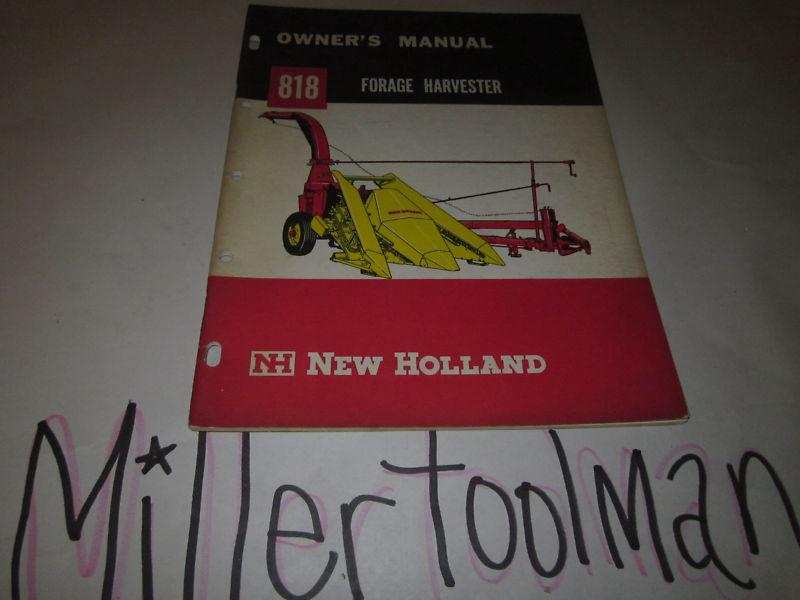 OWNER'S MANUAL
818 FORAGE HARVESTER
NH NEW HOLLAND
Miller toolman